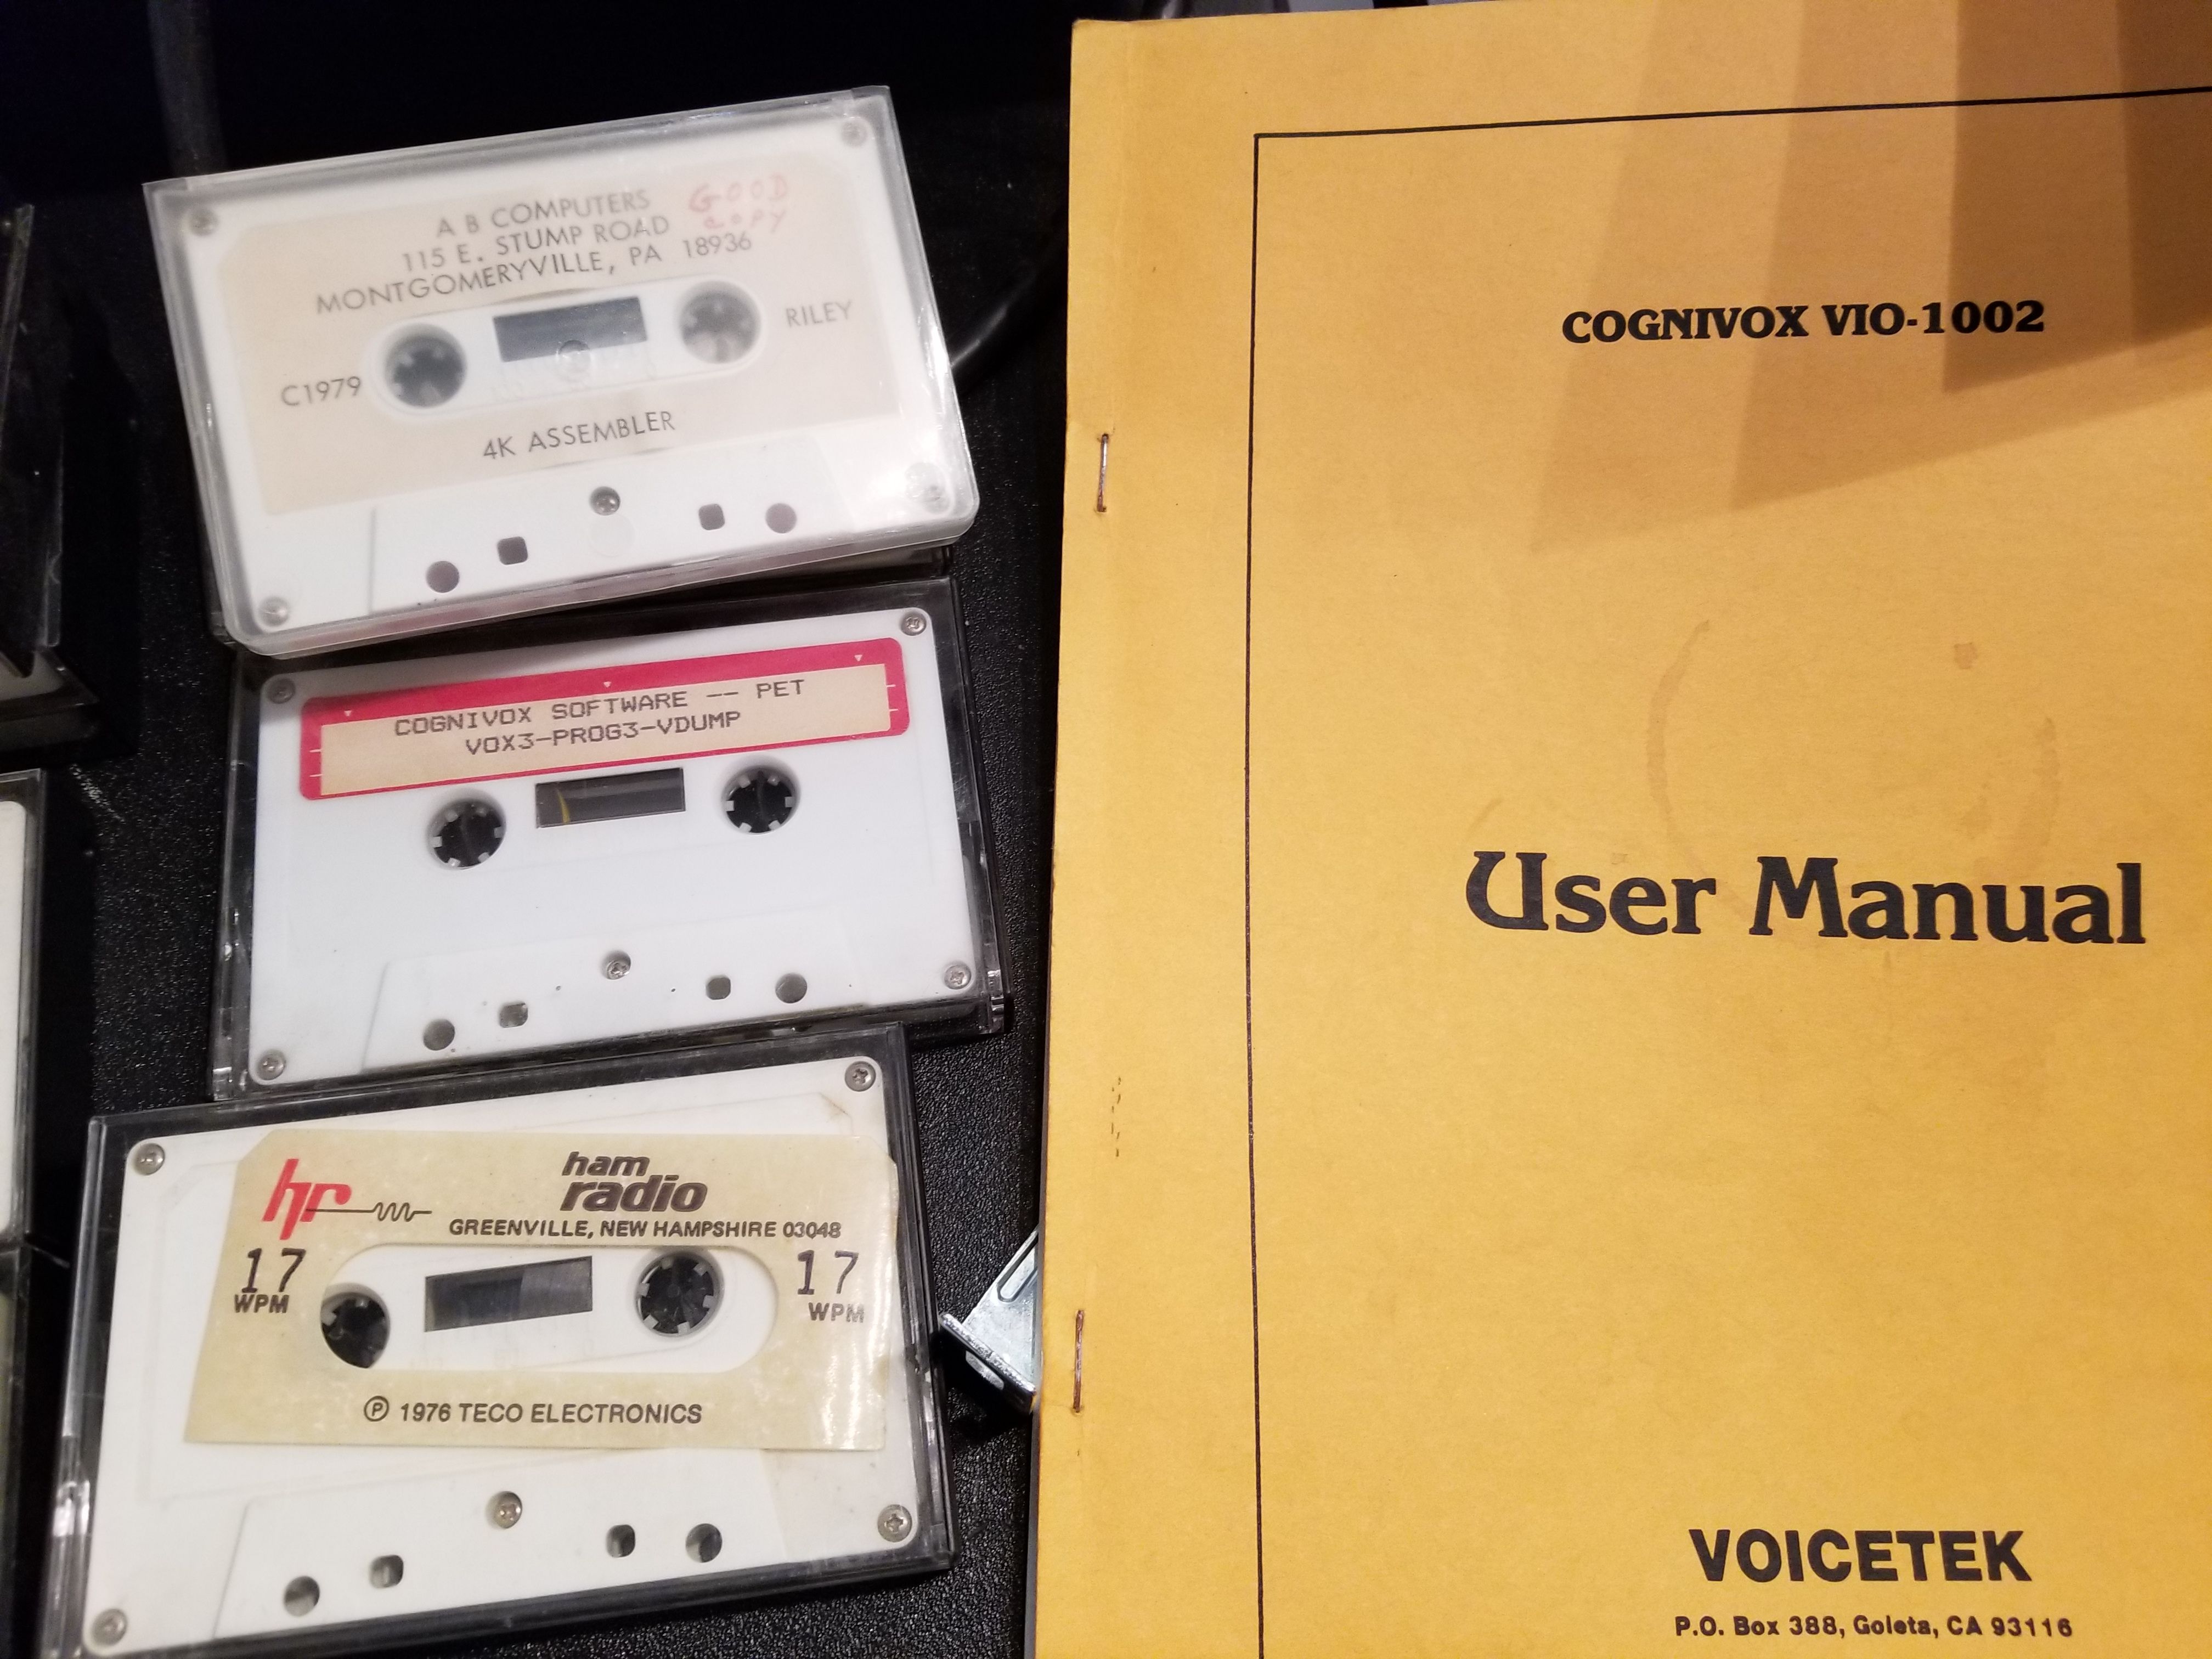 A B COMPUTERS
GOOD
COPY
115 E. STUMP ROAD
MONTGOMERYVILLE, PA 18936
RILEY
C1979
4K ASSEMBLER
COGNIVOX SOFTWARE -- PET
VOX3-PROG3-VDUMP
hr
ham
radio
GREENVILLE, NEW HAMPSHIRE 03048
17
WPM
17
WPM
Ⓟ 1976 TECO ELECTRONICS
COGNIVOX VIO-1002
User Manual
VOICETEK
P.O. Box 388, Goleta, CA 93116